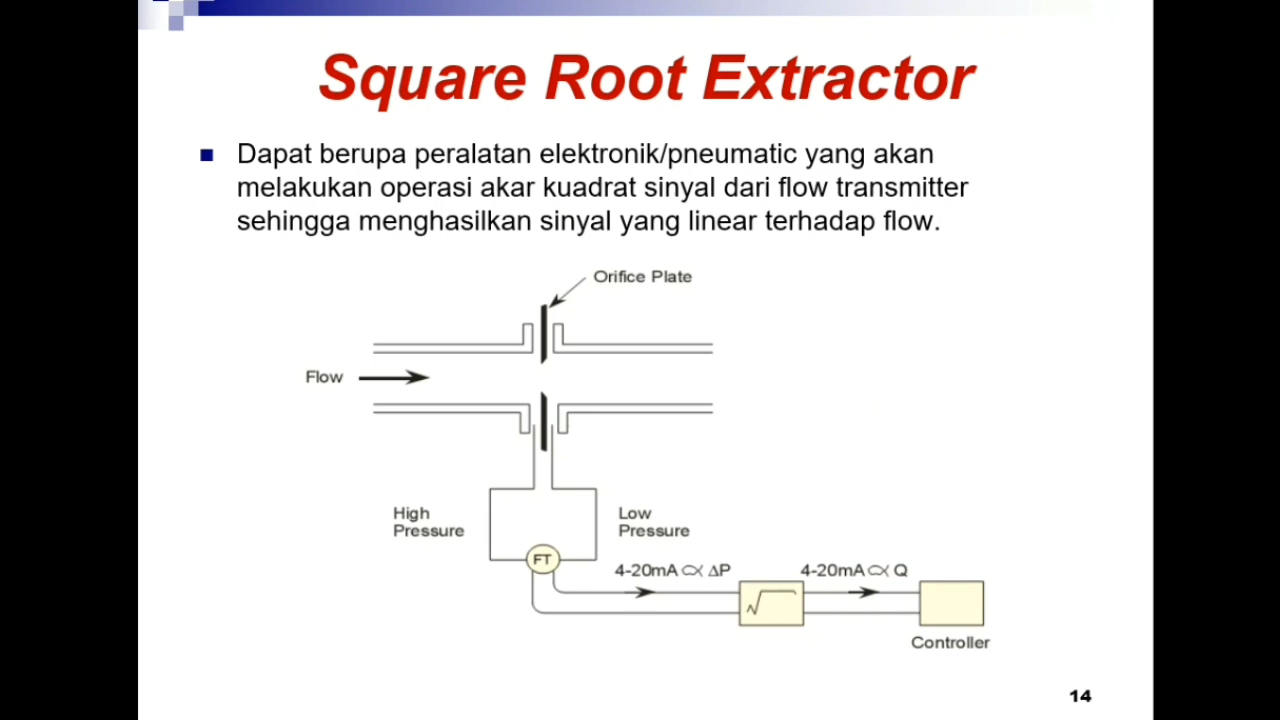 Square Root Extractor
Dapat berupa peralatan elektronik/pneumatic yang akan
melakukan operasi akar kuadrat sinyal dari flow transmitter
sehingga menghasilkan sinyal yang linear terhadap flow.
Orifice Plate
Flow
High
Pressure
Low
Pressure
FT
4-20mA ∝ ΔP
√
4-20mA ∝ Q
Controller
14